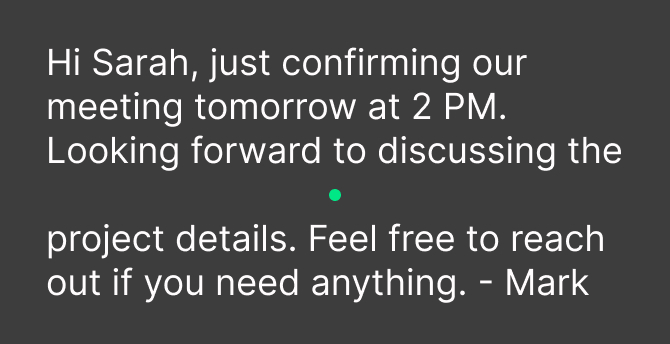 Hi Sarah, just confirming our
meeting tomorrow at 2 PM.
Looking forward to discussing the
project details. Feel free to reach
out if you need anything. - Mark